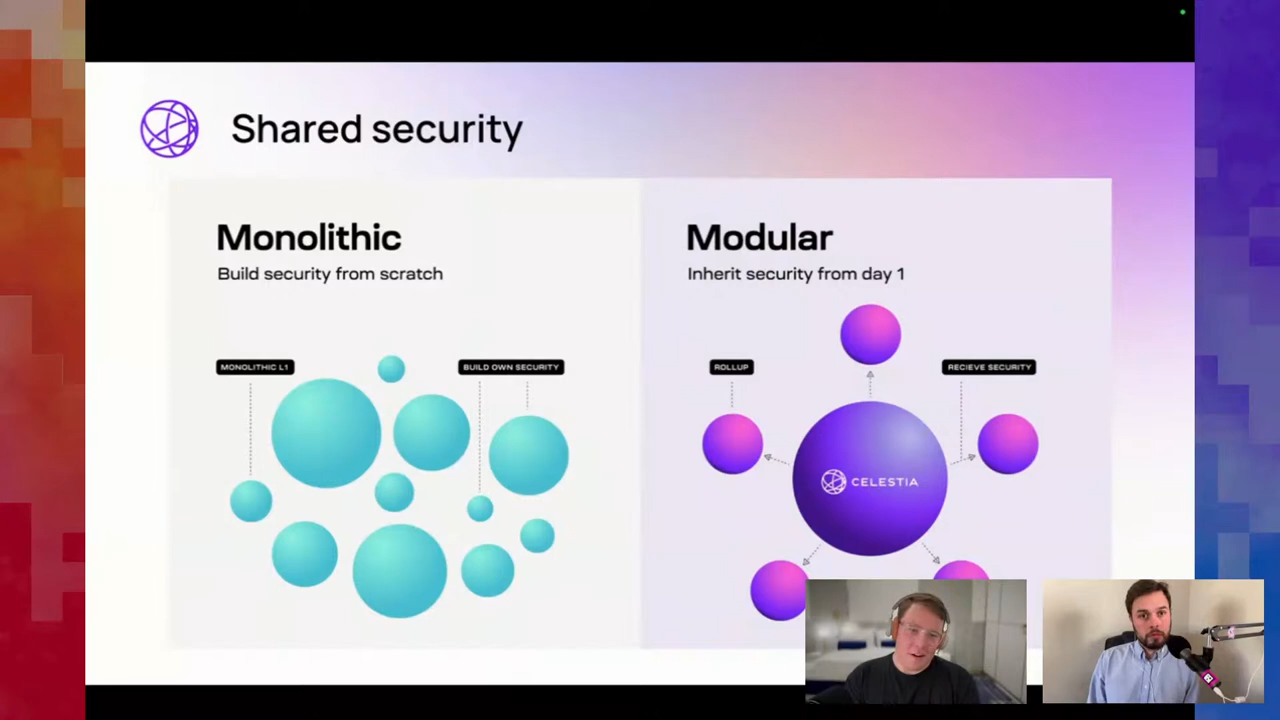 Shared security
Monolithic
Build security from scratch
MONOLITHIC L1
BUILD OWN SECURITY
Modular
Inherit security from day 1
ROLLUP
RECIEVE SECURITY
CELESTIA